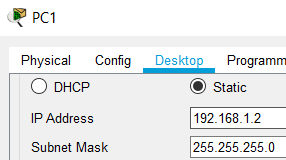 PC1
Physical Config Desktop Programm
DHCP Static
IP Address 192.168.1.2
Subnet Mask 255.255.255.0